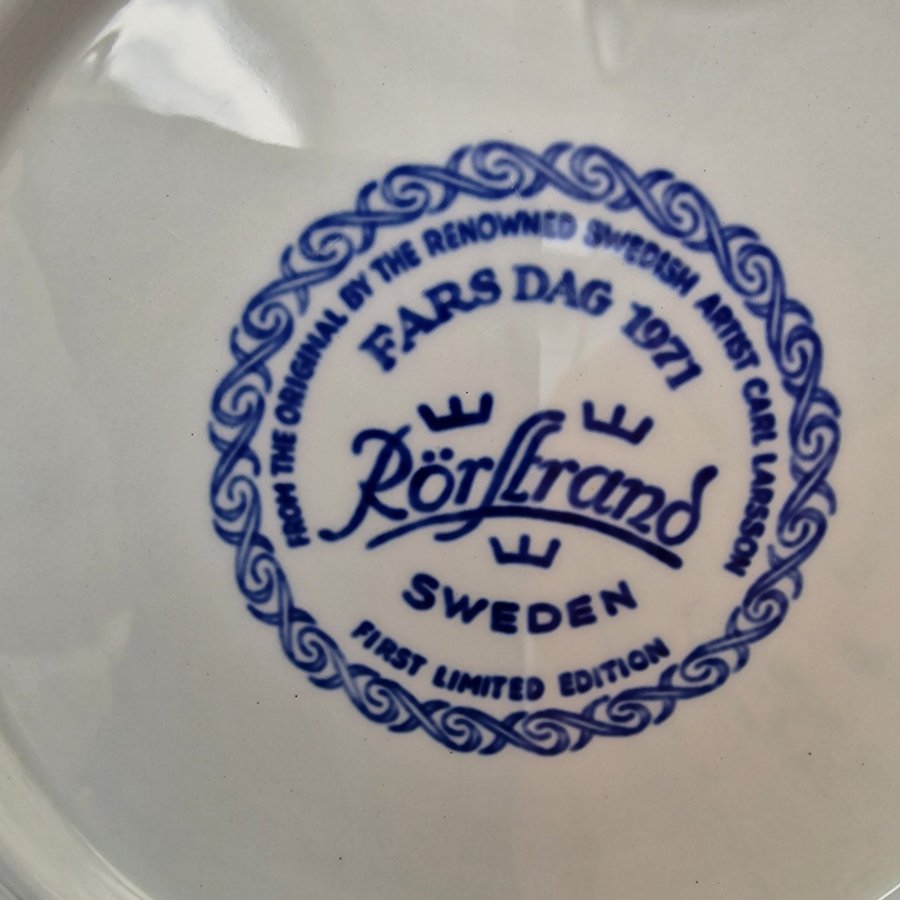 FROM THE ORIGINAL BY THE RENOWNED SWEDISH ARTIST CARL LARSSON
FARS DAG 1971
Rörstrand
SWEDEN
FIRST LIMITED EDITION